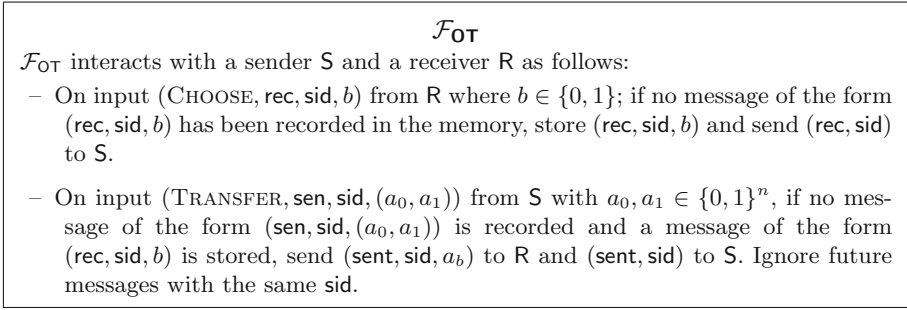 𝓕_OT
𝓕_OT interacts with a sender S and a receiver R as follows:
– On input (CHOOSE, rec, sid, b) from R where b ∈ {0, 1}; if no message of the form
(rec, sid, b) has been recorded in the memory, store (rec, sid, b) and send (rec, sid)
to S.
– On input (TRANSFER, sen, sid, (a₀, a₁)) from S with a₀, a₁ ∈ {0, 1}ⁿ, if no mes-
sage of the form (sen, sid, (a₀, a₁)) is recorded and a message of the form
(rec, sid, b) is stored, send (sent, sid, a_b) to R and (sent, sid) to S. Ignore future
messages with the same sid.